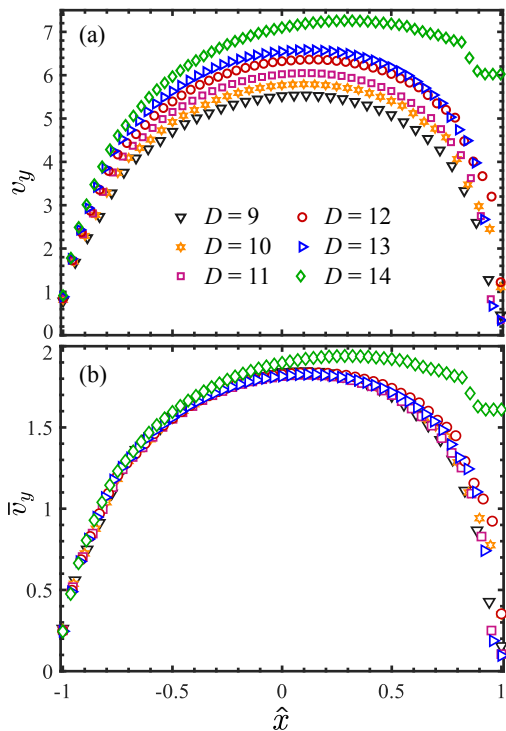 (a)
7
6
5
4
3
2
1
0
v_y
D = 9 D = 12
D = 10 D = 13
D = 11 D = 14
(b)
2
1.5
1
0.5
0
v̅_y
-1 -0.5 0 0.5 1
x̂